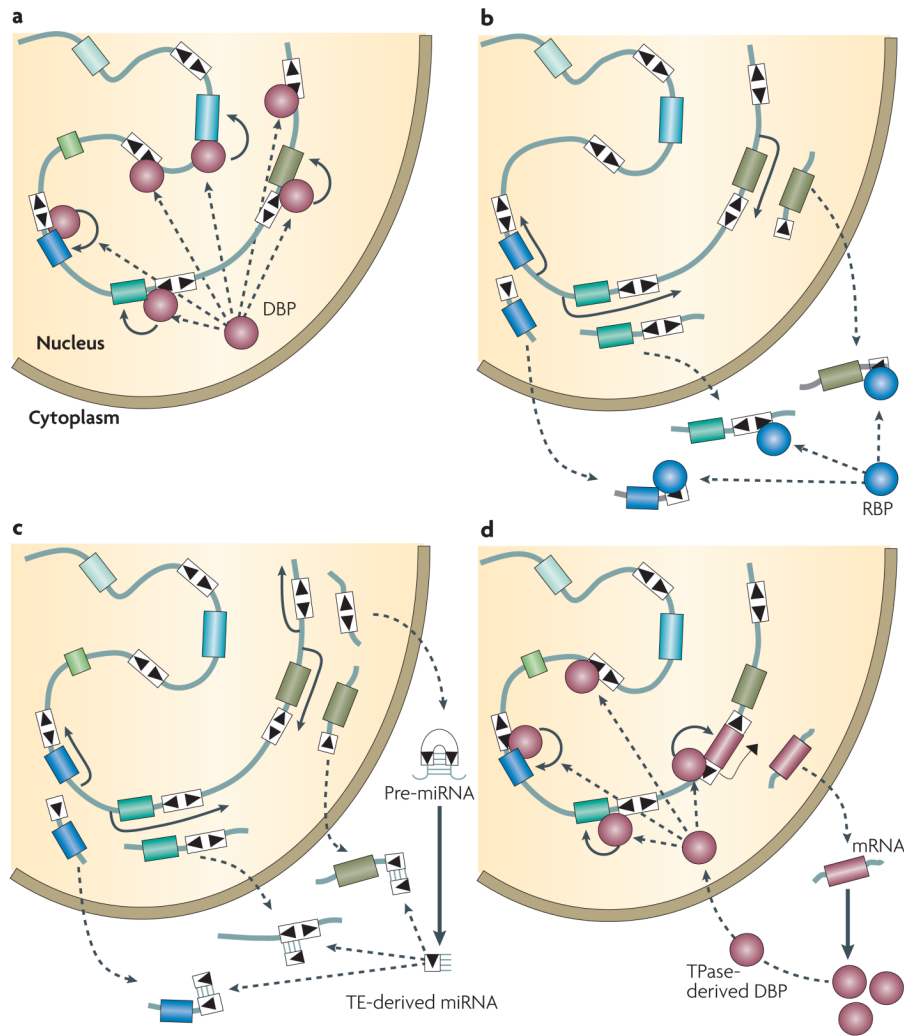 a
b
DBP
Nucleus
Cytoplasm
RBP
c
d
Pre-miRNA
mRNA
TE-derived miRNA
TPase-
derived DBP